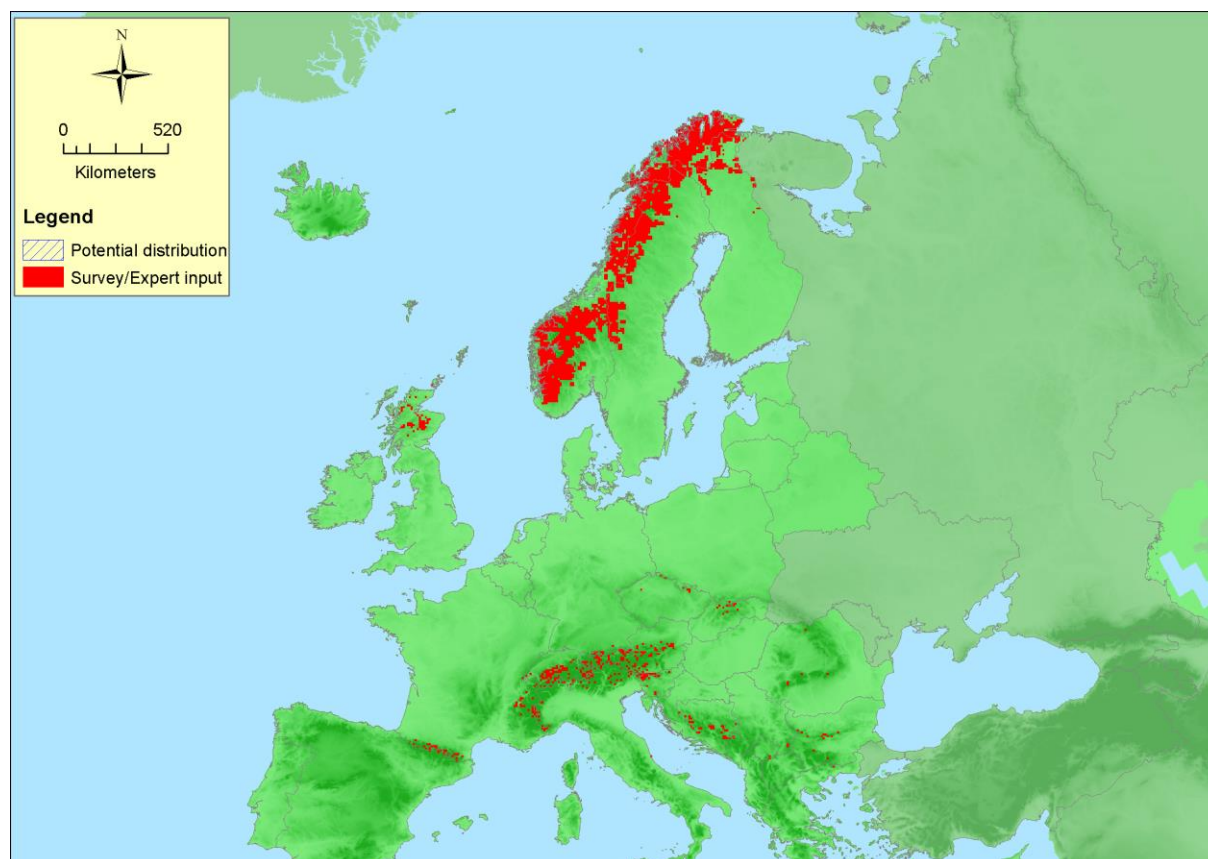 N
0 520
Kilometers
Legend
Potential distribution
Survey/Expert input